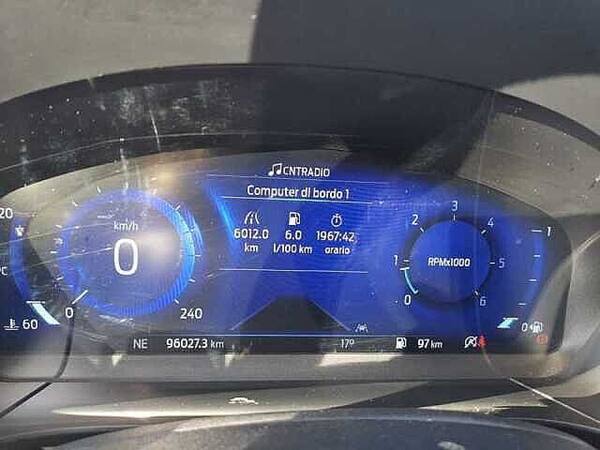 CNTRADIO
Computer di bordo 1
6012.0 6.0 1967:42
km l/100 km orario
km/h
0
0 240
20
°C
60
RPMx1000
0 1 2 3 4 5 6
1
0
NE 96027.3 km 17° 97 km